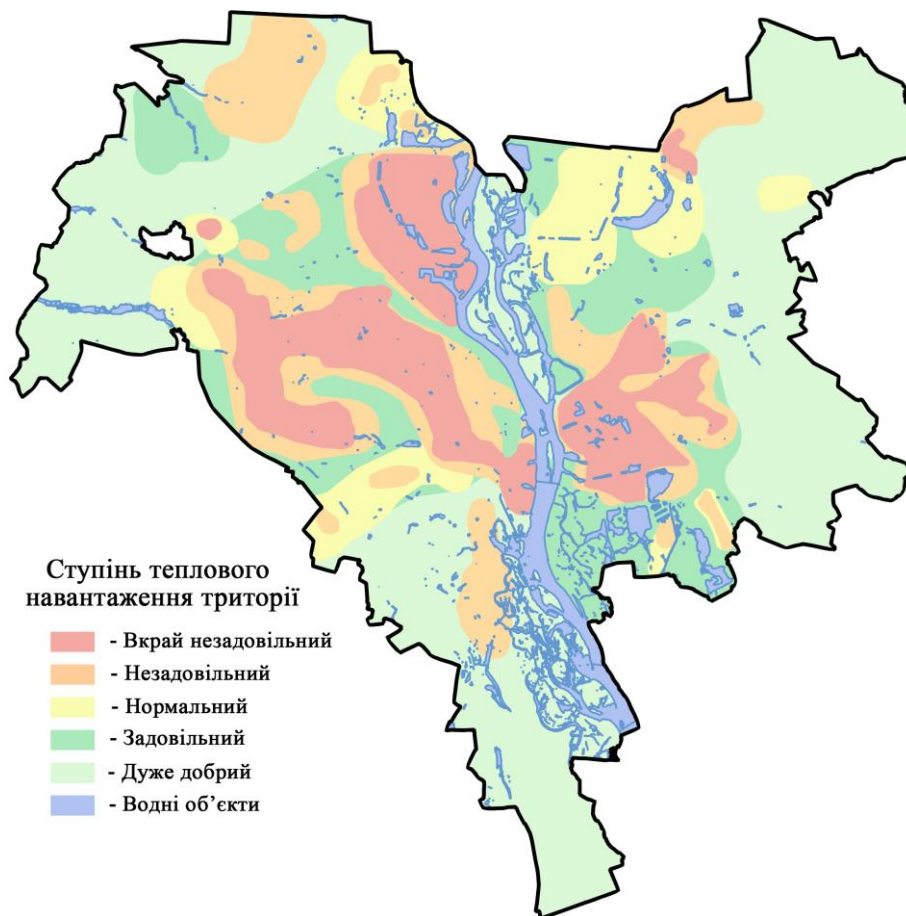 Ступінь теплового
навантаження триторії
- Вкрай незадовільний
- Незадовільний
- Нормальний
- Задовільний
- Дуже добрий
- Водні об’єкти